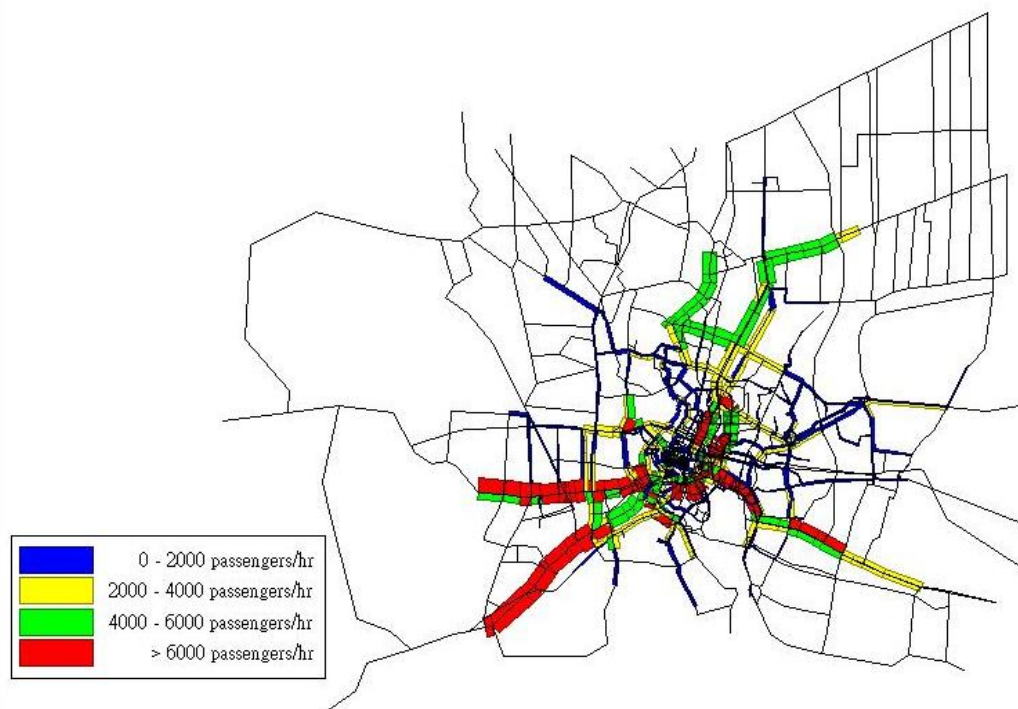 0 - 2000 passengers/hr
2000 - 4000 passengers/hr
4000 - 6000 passengers/hr
> 6000 passengers/hr